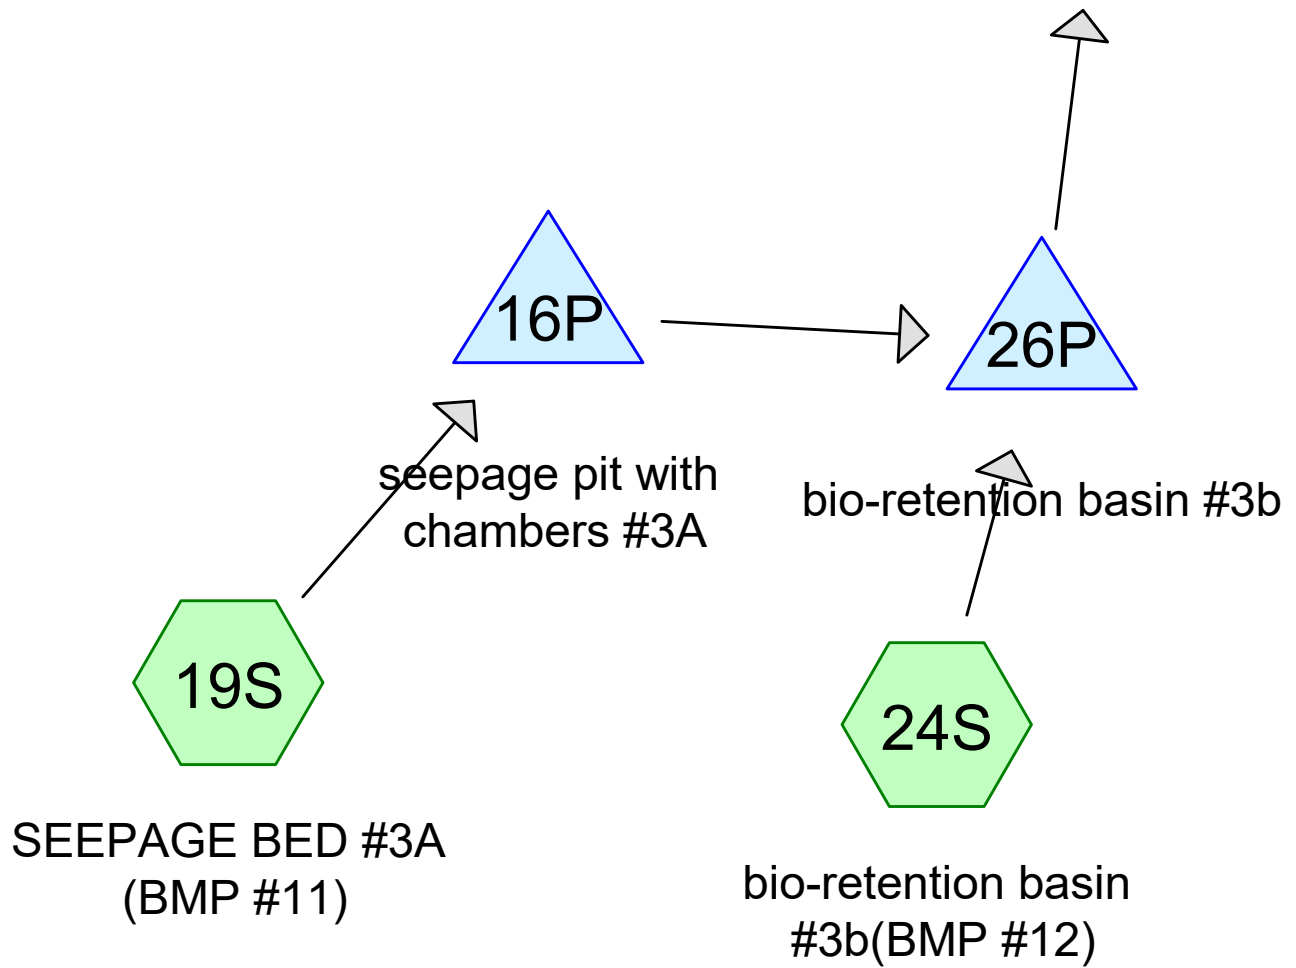 16P
26P
seepage pit with
chambers #3A
bio-retention basin #3b
19S
24S
SEEPAGE BED #3A
(BMP #11)
bio-retention basin
#3b(BMP #12)